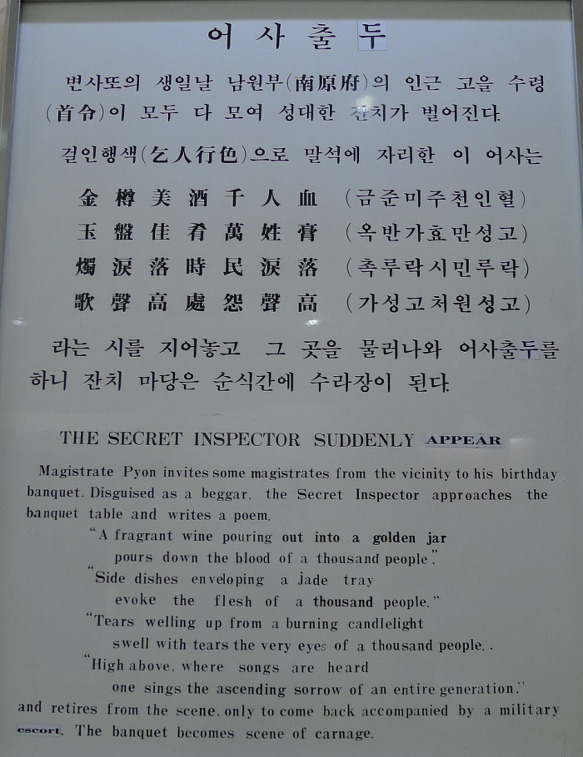 어사출두
변사또의 생일날 남원부(南原府)의 인근 고을 수령
(首令)이 모두 다 모여 성대한 잔치가 벌어진다.
걸인행색(乞人行色)으로 말석에 자리한 이 어사는
金樽美酒千人血 (금준미주천인혈)
玉盤佳肴萬姓膏 (옥반가효만성고)
燭淚落時民淚落 (촉루락시민루락)
歌聲高處怨聲高 (가성고처원성고)
라는 시를 지어놓고 그 곳을 물러나와 어사출두를
하니 잔치 마당은 순식간에 수라장이 된다.
THE SECRET INSPECTOR SUDDENLY APPEAR
Magistrate Pyon invites some magistrates from the vicinity to his birthday
banquet. Disguised as a beggar, the Secret Inspector approaches the
banquet table and writes a poem.
"A fragrant wine pouring out into a golden jar
pours down the blood of a thousand people".
"Side dishes enveloping a jade tray
evoke the flesh of a thousand people."
"Tears welling up from a burning candlelight
swell with tears the very eyes of a thousand people..
"High above, where songs are heard
one sings the ascending sorrow of an entire generation."
and retires from the scene, only to come back accompanied by a military
escort. The banquet becomes scene of carnage.